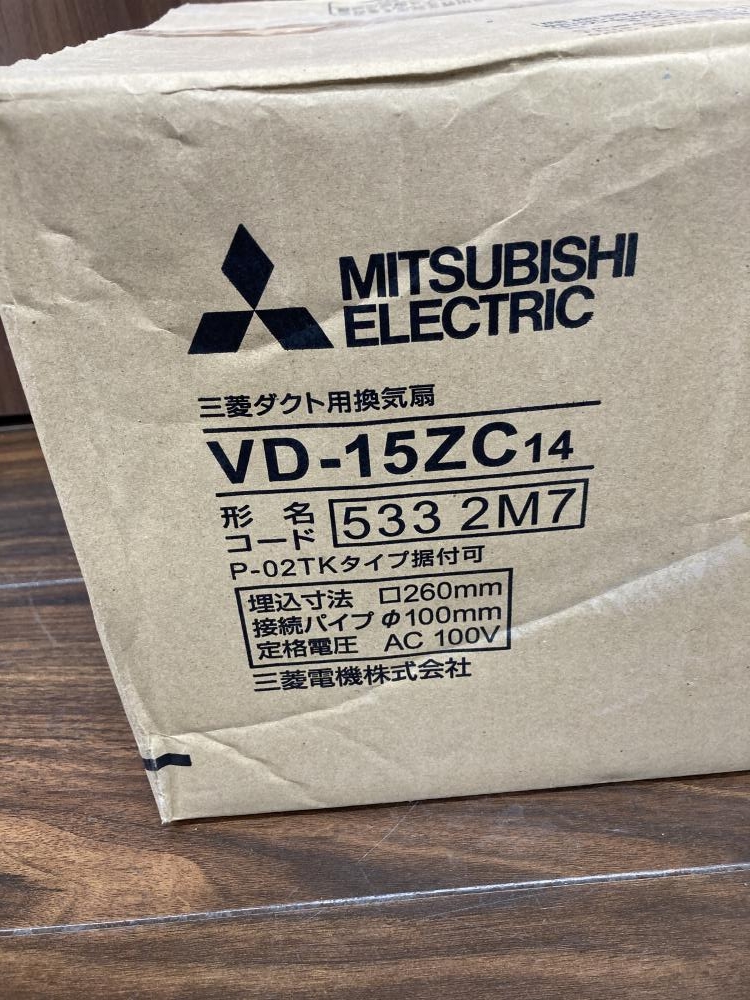 MITSUBISHI
ELECTRIC
三菱ダクト用換気扇
VD-15ZC14
形名
コード 533 2M7
P-02TKタイプ据付可
埋込寸法 □260mm
接続パイプ φ100mm
定格電圧 AC 100V
三菱電機株式会社